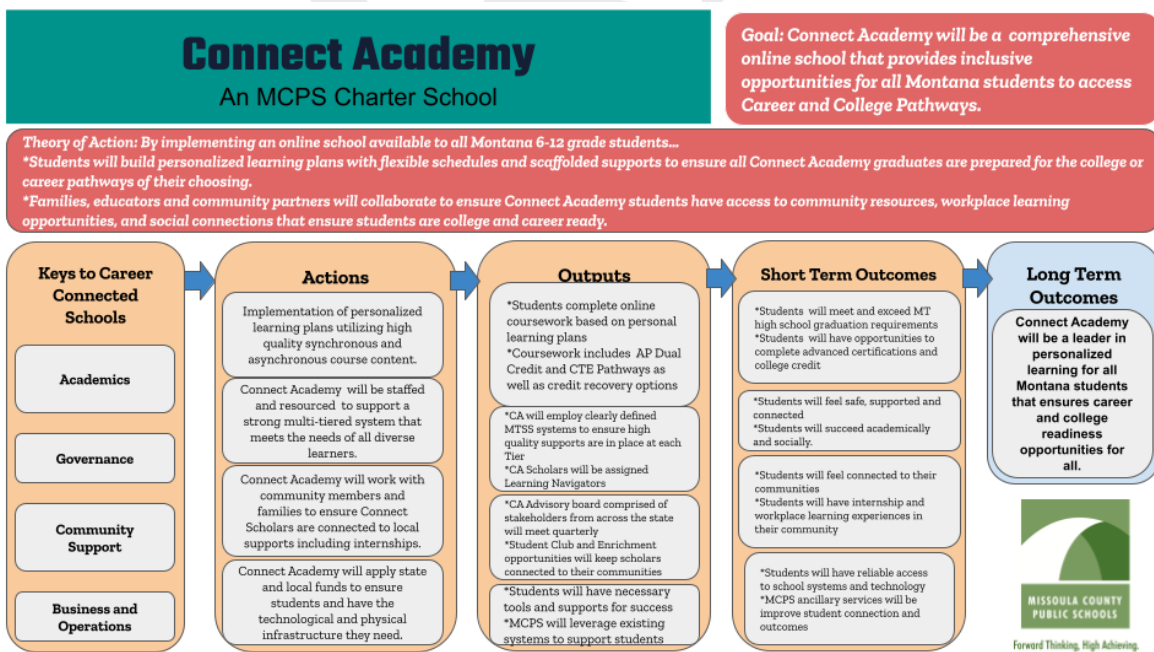 Connect Academy
An MCPS Charter School
Goal: Connect Academy will be a comprehensive
online school that provides inclusive
opportunities for all Montana students to access
Career and College Pathways.
Theory of Action: By implementing an online school available to all Montana 6-12 grade students...
*Students will build personalized learning plans with flexible schedules and scaffolded supports to ensure all Connect Academy graduates are prepared for the college or
career pathways of their choosing.
*Families, educators and community partners will collaborate to ensure Connect Academy students have access to community resources, workplace learning
opportunities, and social connections that ensure students are college and career ready.
Keys to Career
Connected
Schools
Academics
Governance
Community
Support
Business and
Operations
Actions
Implementation of personalized
learning plans utilizing high
quality synchronous and
asynchronous course content.
Connect Academy will be staffed
and resourced to support a
strong multi-tiered system that
meets the needs of all diverse
learners.
Connect Academy will work with
community members and
families to ensure Connect
Scholars are connected to local
supports including internships.
Connect Academy will apply state
and local funds to ensure
students and have the
technological and physical
infrastructure they need.
Outputs
*Students complete online
coursework based on personal
learning plans
*Coursework includes AP Dual
Credit and CTE Pathways as
well as credit recovery options
*CA will employ clearly defined
MTSS systems to ensure high
quality supports are in place at each
Tier
*CA Scholars will be assigned
Learning Navigators
*CA Advisory board comprised of
stakeholders from across the state
will meet quarterly
*Student Club and Enrichment
opportunities will keep scholars
connected to their communities
*Students will have necessary
tools and supports for success
*MCPS will leverage existing
systems to support students
Short Term Outcomes
*Students will meet and exceed MT
high school graduation requirements
*Students will have opportunities to
complete advanced certifications and
college credit
*Students will feel safe, supported and
connected
*Students will succeed academically
and socially.
*Students will feel connected to their
communities
*Students will have internship and
workplace learning experiences in
their community
*Students will have reliable access
to school systems and technology
*MCPS ancillary services will be
improve student connection and
outcomes
Long Term
Outcomes
Connect Academy
will be a leader in
personalized
learning for all
Montana students
that ensures career
and college
readiness
opportunities for
all.
MISSOULA COUNTY
PUBLIC SCHOOLS
Forward Thinking, High Achieving.